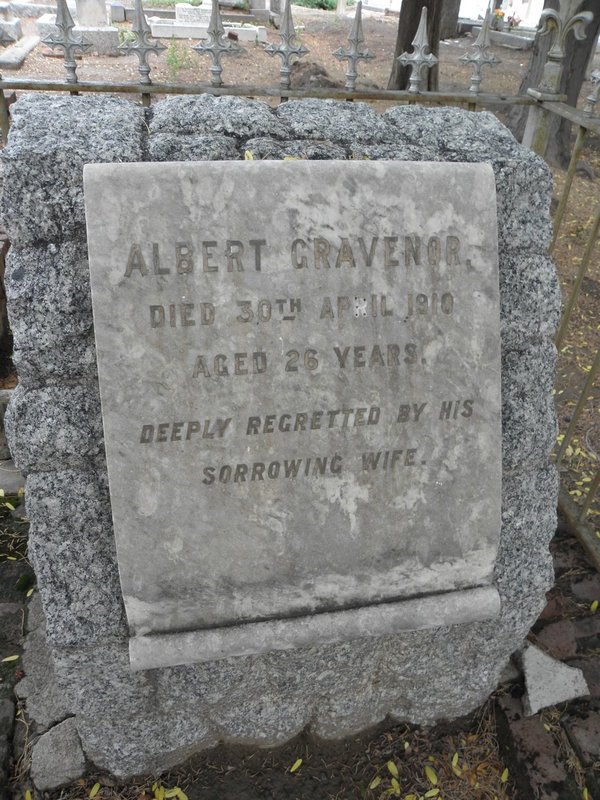 ALBERT GRAVENOR.
DIED 30TH APRIL 1910
AGED 26 YEARS.
DEEPLY REGRETTED BY HIS
SORROWING WIFE.